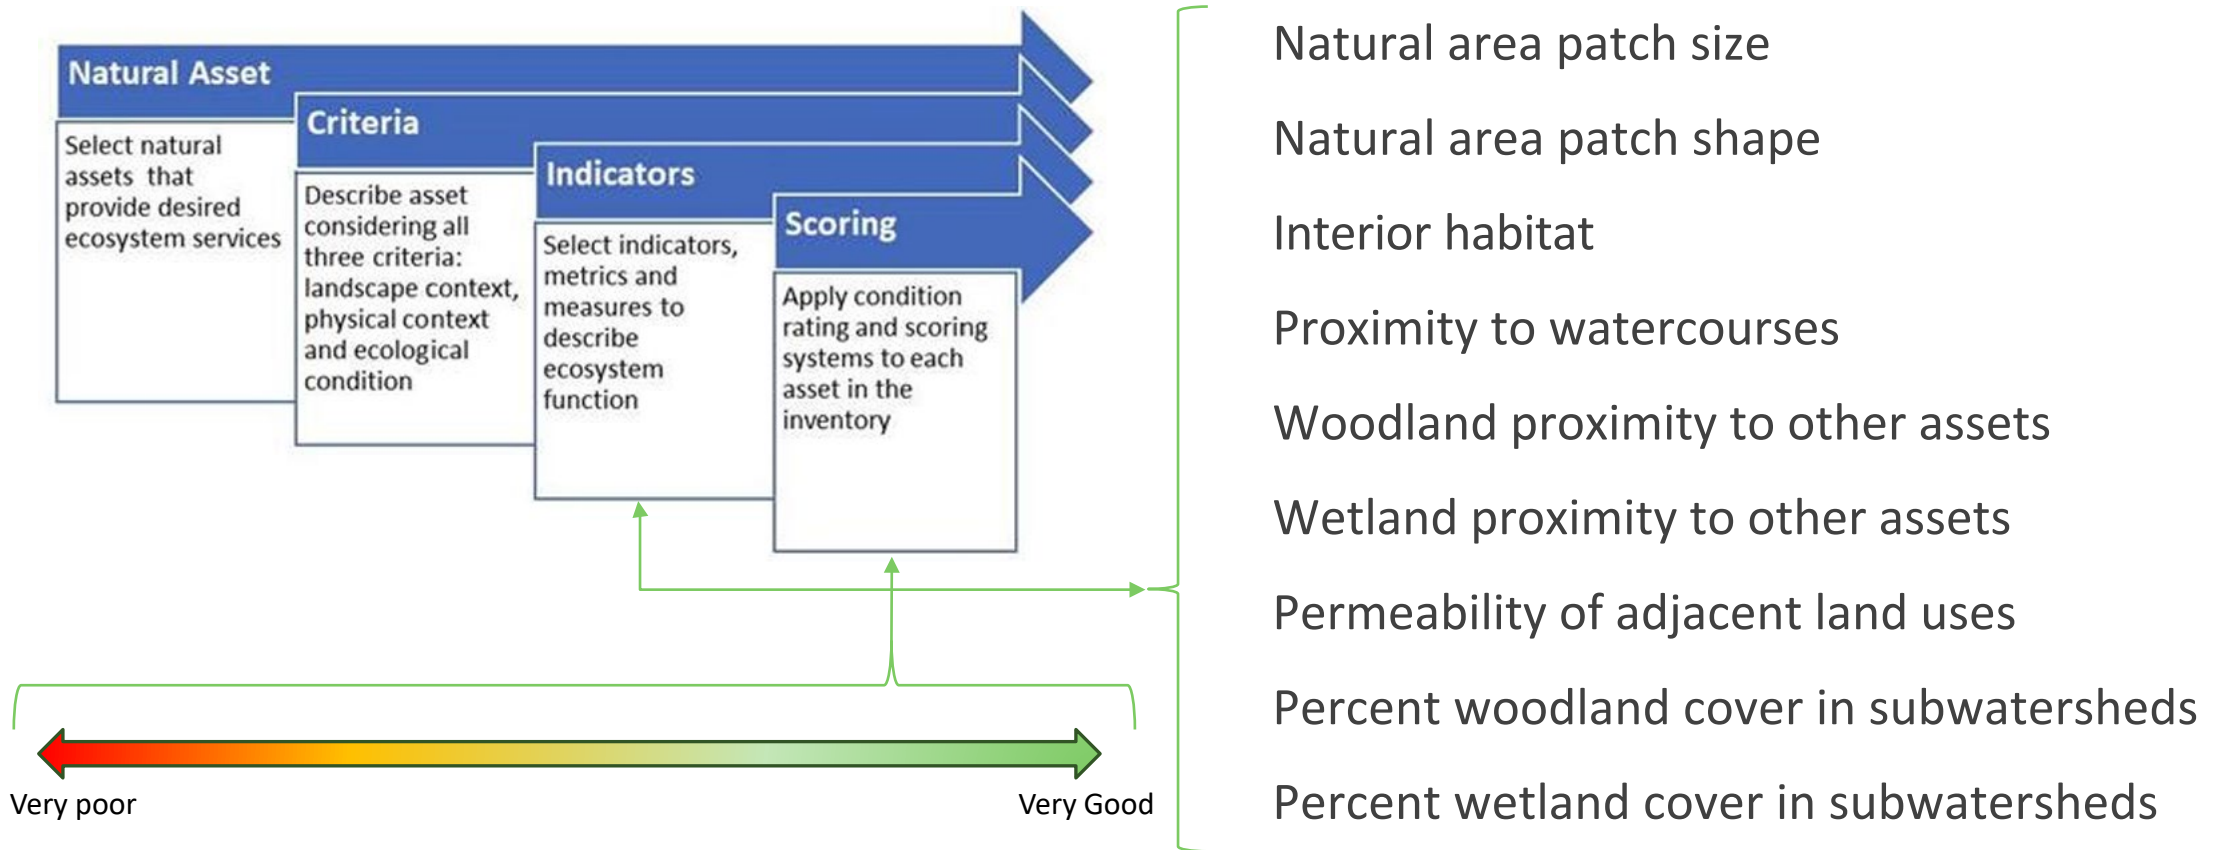 Natural Asset
Select natural
assets that
provide desired
ecosystem services
Criteria
Describe asset
considering all
three criteria:
landscape context,
physical context
and ecological
condition
Indicators
Select indicators,
metrics and
measures to
describe
ecosystem
function
Scoring
Apply condition
rating and scoring
systems to each
asset in the
inventory
Very poor
Very Good
Natural area patch size
Natural area patch shape
Interior habitat
Proximity to watercourses
Woodland proximity to other assets
Wetland proximity to other assets
Permeability of adjacent land uses
Percent woodland cover in subwatersheds
Percent wetland cover in subwatersheds